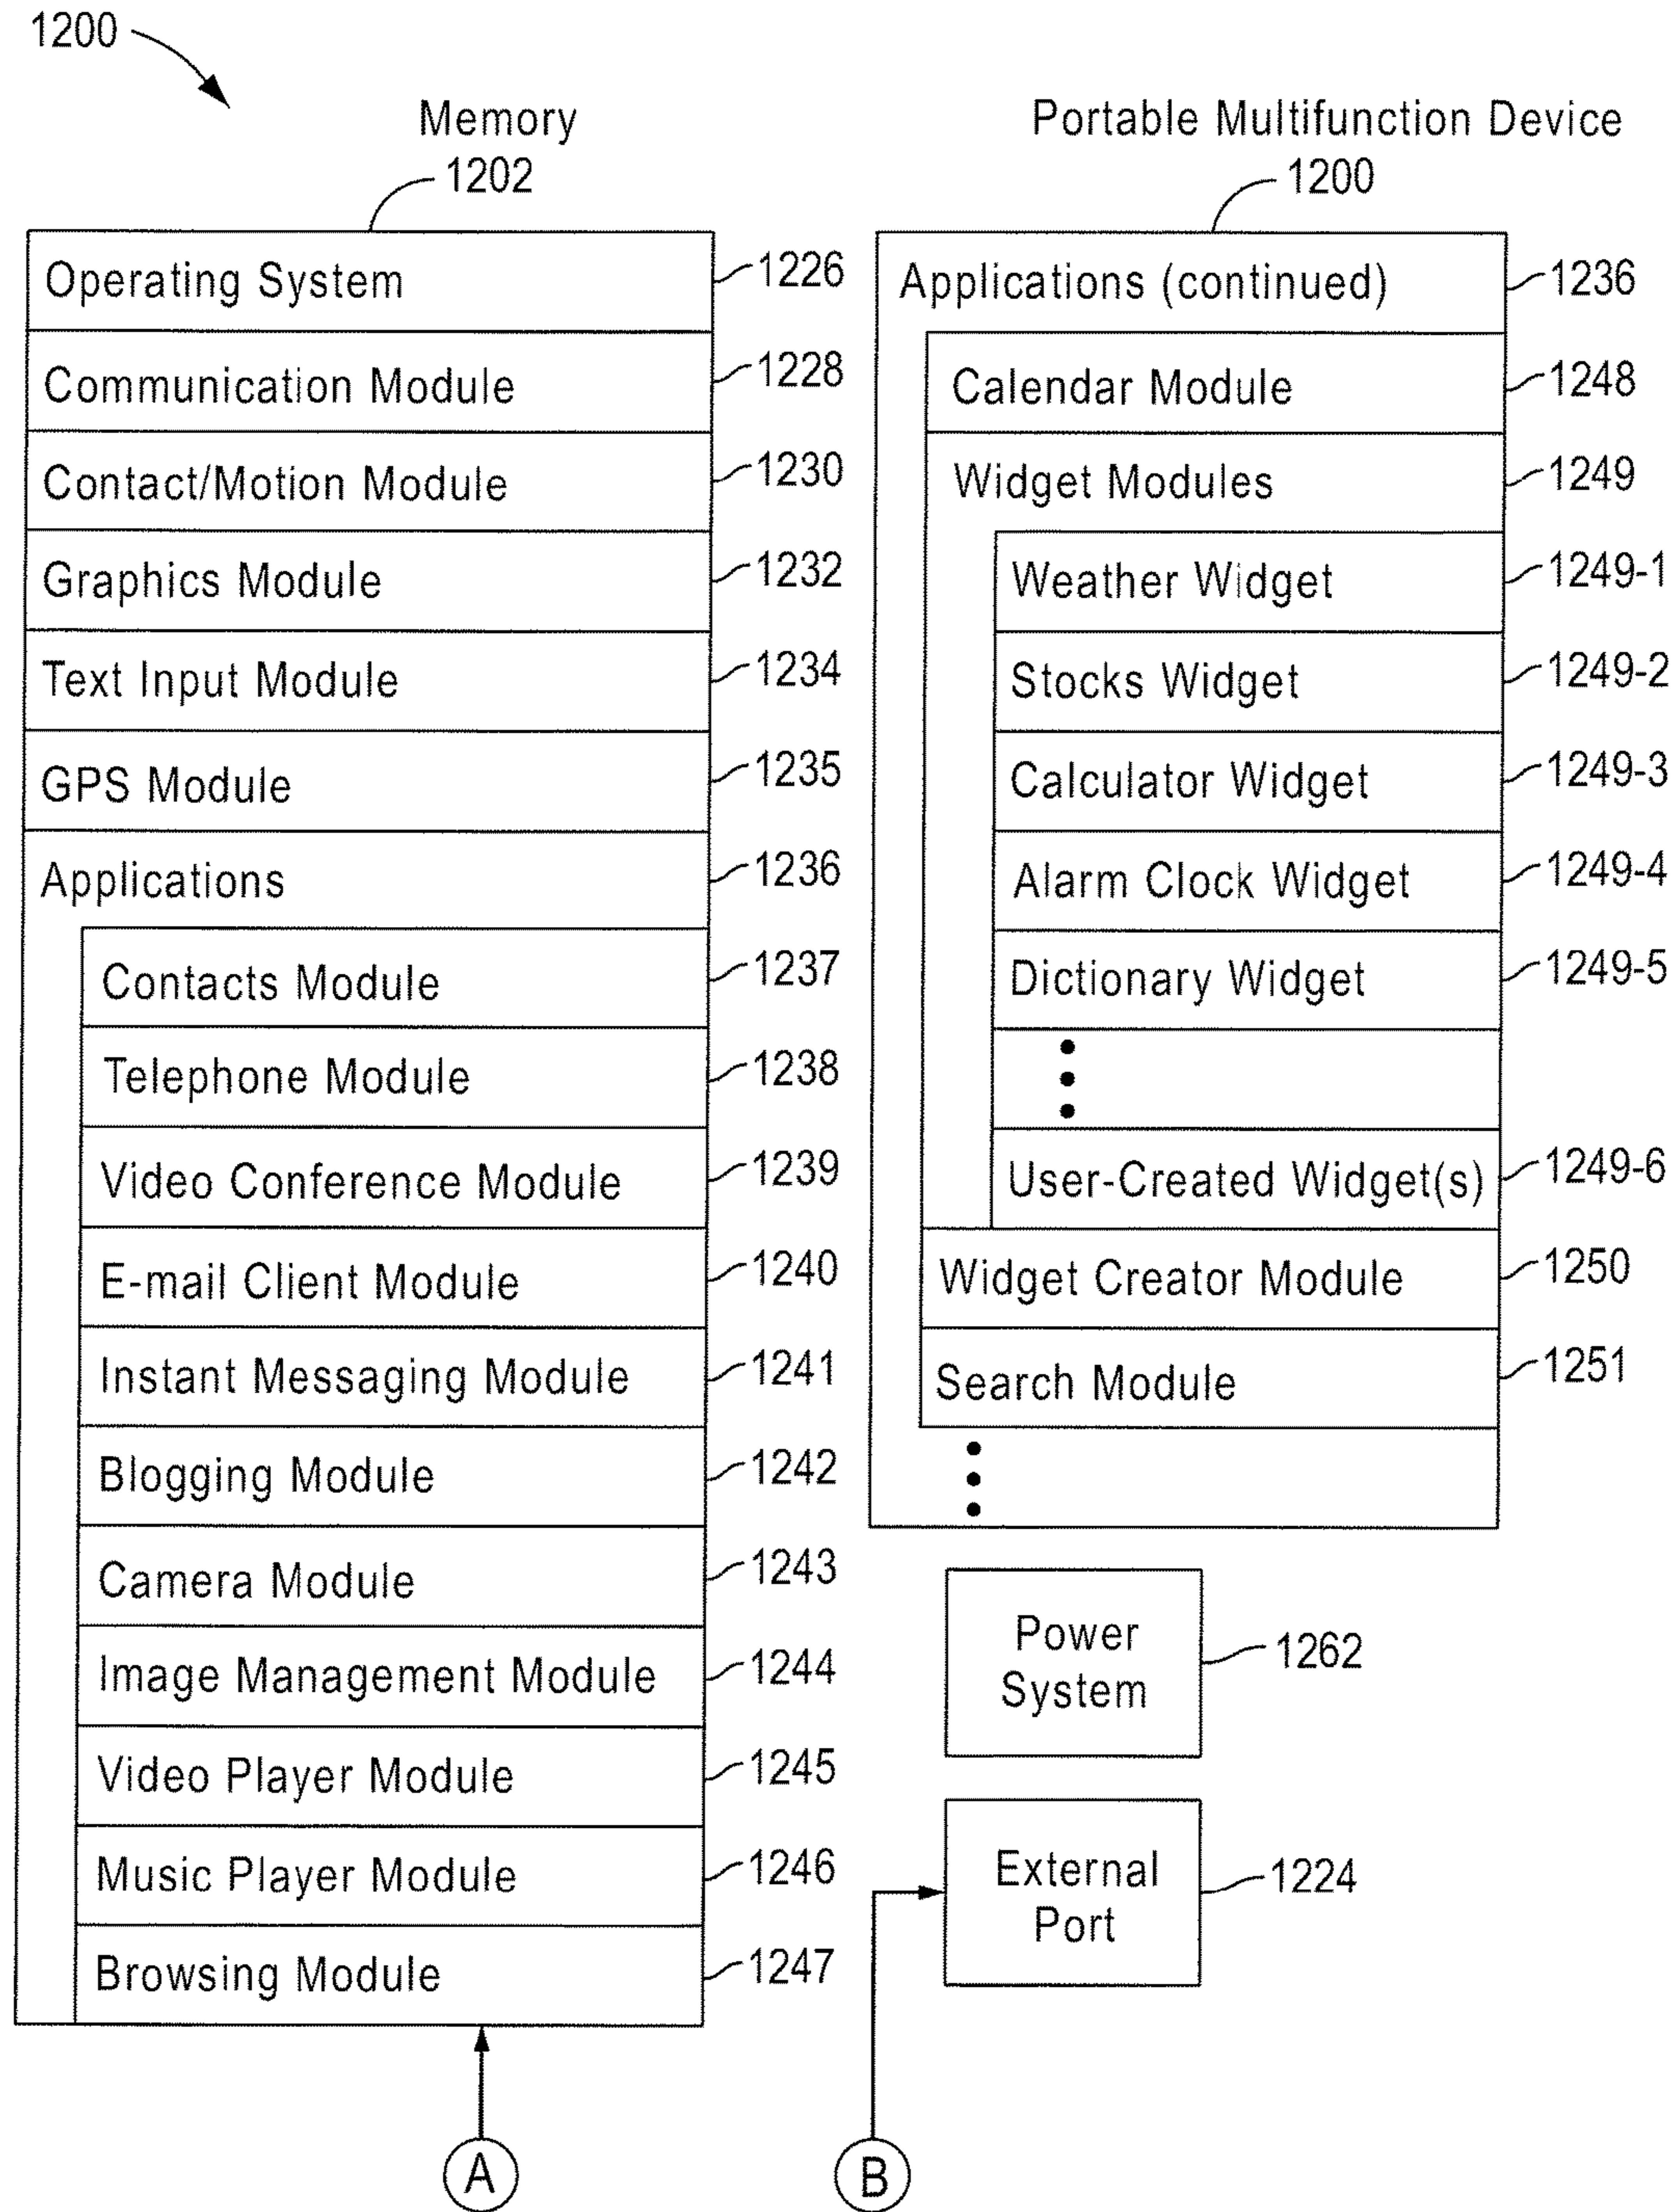 1200
Memory
1202
Operating System 1226
Communication Module 1228
Contact/Motion Module 1230
Graphics Module 1232
Text Input Module 1234
GPS Module 1235
Applications 1236
Contacts Module 1237
Telephone Module 1238
Video Conference Module 1239
E-mail Client Module 1240
Instant Messaging Module 1241
Blogging Module 1242
Camera Module 1243
Image Management Module 1244
Video Player Module 1245
Music Player Module 1246
Browsing Module 1247
A
Portable Multifunction Device
1200
Applications (continued) 1236
Calendar Module 1248
Widget Modules 1249
Weather Widget 1249-1
Stocks Widget 1249-2
Calculator Widget 1249-3
Alarm Clock Widget 1249-4
Dictionary Widget 1249-5
User-Created Widget(s) 1249-6
Widget Creator Module 1250
Search Module 1251
Power
System
1262
External
Port
1224
B